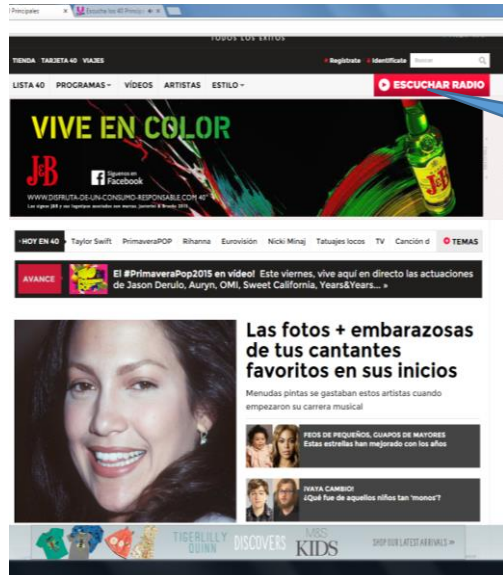 Principales
Escucha los 40 Princip
TODOS LOS ÉXITOS
TIENDA TARJETA40 VIAJES
Regístrate Identifícate Buscar
LISTA 40 PROGRAMAS VÍDEOS ARTISTAS ESTILO
ESCUCHAR RADIO
VIVE EN COLOR
J&B
Síguenos en
Facebook
WWW.DISFRUTA-DE-UN-CONSUMO-RESPONSABLE.COM 40°
HOY EN 40 Taylor Swift PrimaveraPOP Rihanna Eurovisión Nicki Minaj Tatuajes locos TV Canción d TEMAS
AVANCE
El #PrimaveraPop2015 en vídeo! Este viernes, vive aquí en directo las actuaciones
de Jason Derulo, Auryn, OMI, Sweet California, Years&Years... »
Las fotos + embarazosas
de tus cantantes
favoritos en sus inicios
Menudas pintas se gastaban estos artistas cuando
empezaron su carrera musical
FEOS DE PEQUEÑOS, GUAPOS DE MAYORES
Estas estrellas han mejorado con los años
¡VAYA CAMBIO!
¿Qué fue de aquellos niños tan 'monos'?
TIGERLILLY
QUINN
DISCOVERS
M&S
KIDS
SHOP OUR LATEST ARRIVALS